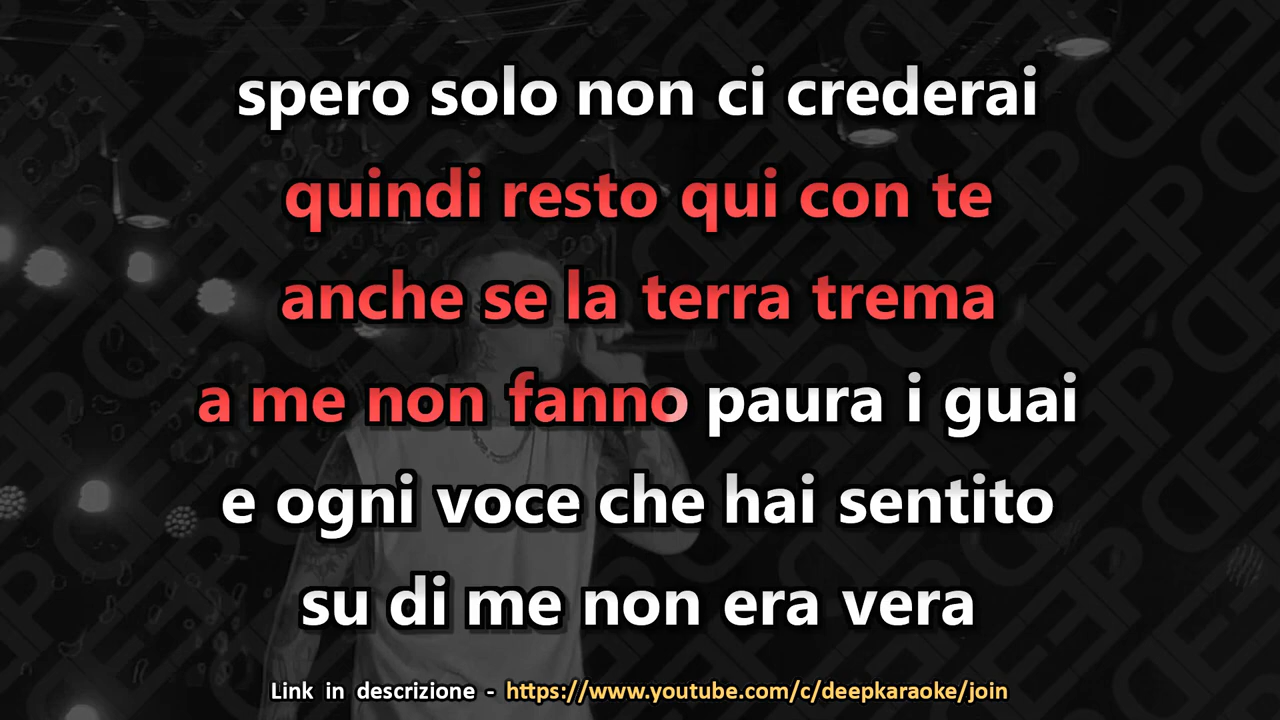 spero solo non ci crederai
quindi resto qui con te
anche se la terra trema
a me non fanno paura i guai
e ogni voce che hai sentito
su di me non era vera
Link in descrizione - https://www.youtube.com/c/deepkaraoke/join